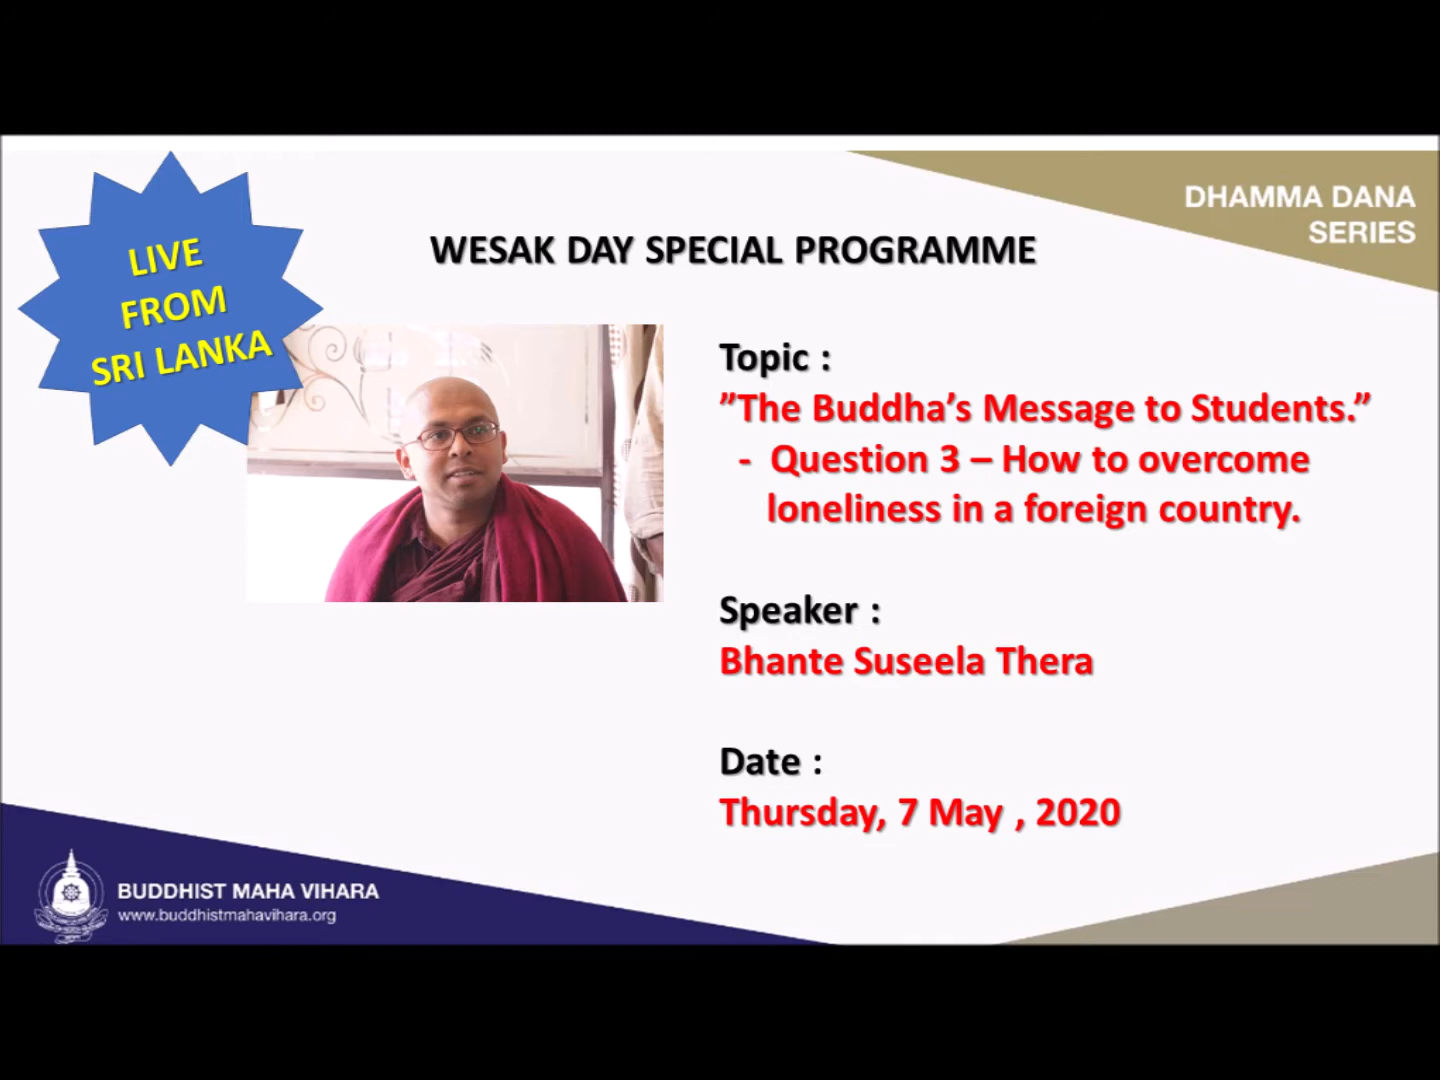 LIVE
FROM
SRI LANKA
DHAMMA DANA
SERIES
WESAK DAY SPECIAL PROGRAMME
Topic :
”The Buddha’s Message to Students.”
- Question 3 – How to overcome
loneliness in a foreign country.
Speaker :
Bhante Suseela Thera
Date :
Thursday, 7 May , 2020
BUDDHIST MAHA VIHARA
www.buddhistmahavihara.org